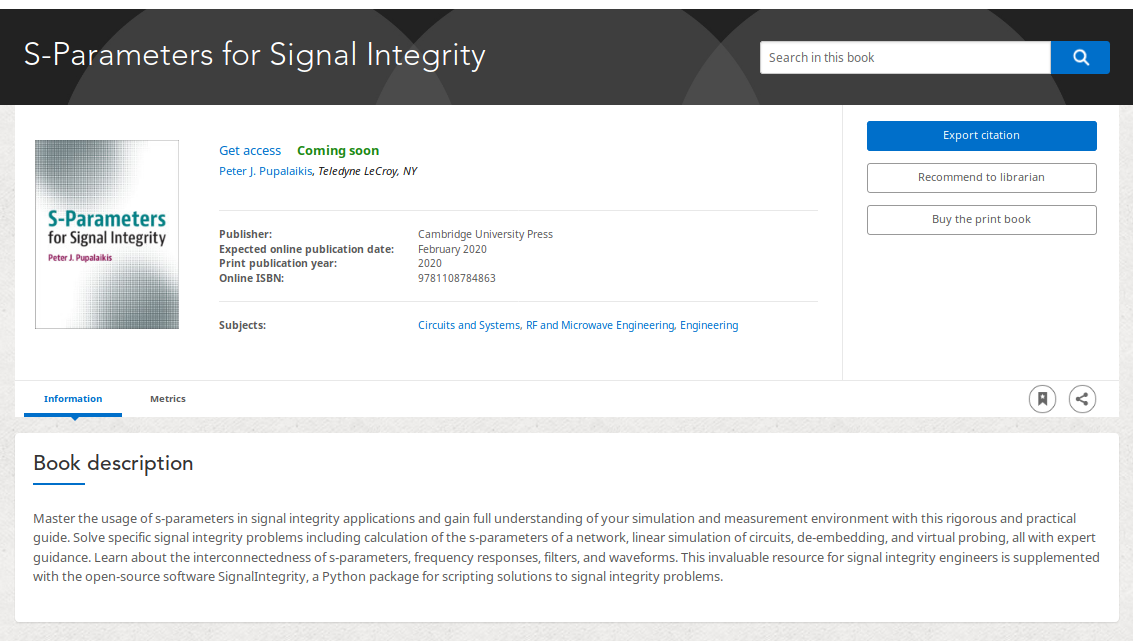 S-Parameters for Signal Integrity
Search in this book
S-Parameters
for Signal Integrity
Peter J. Pupalaikis
Get access Coming soon
Peter J. Pupalaikis, Teledyne LeCroy, NY
Publisher: Cambridge University Press
Expected online publication date: February 2020
Print publication year: 2020
Online ISBN: 9781108784863
Subjects: Circuits and Systems, RF and Microwave Engineering, Engineering
Export citation
Recommend to librarian
Buy the print book
Information Metrics
Book description
Master the usage of s-parameters in signal integrity applications and gain full understanding of your simulation and measurement environment with this rigorous and practical
guide. Solve specific signal integrity problems including calculation of the s-parameters of a network, linear simulation of circuits, de-embedding, and virtual probing, all with expert
guidance. Learn about the interconnectedness of s-parameters, frequency responses, filters, and waveforms. This invaluable resource for signal integrity engineers is supplemented
with the open-source software SignalIntegrity, a Python package for scripting solutions to signal integrity problems.